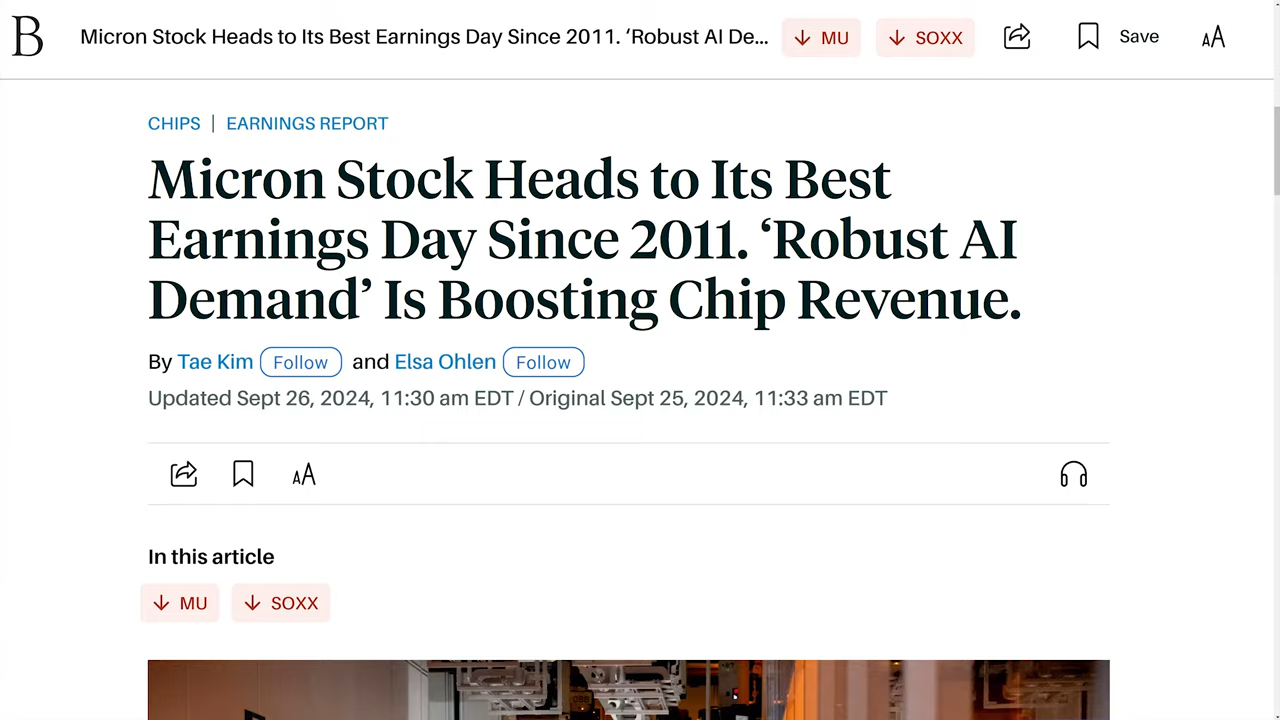 B
Micron Stock Heads to Its Best Earnings Day Since 2011. ‘Robust AI De...
↓ MU
↓ SOXX
Save
AA
CHIPS | EARNINGS REPORT
Micron Stock Heads to Its Best
Earnings Day Since 2011. ‘Robust AI
Demand’ Is Boosting Chip Revenue.
By Tae Kim Follow and Elsa Ohlen Follow
Updated Sept 26, 2024, 11:30 am EDT / Original Sept 25, 2024, 11:33 am EDT
AA
In this article
↓ MU ↓ SOXX